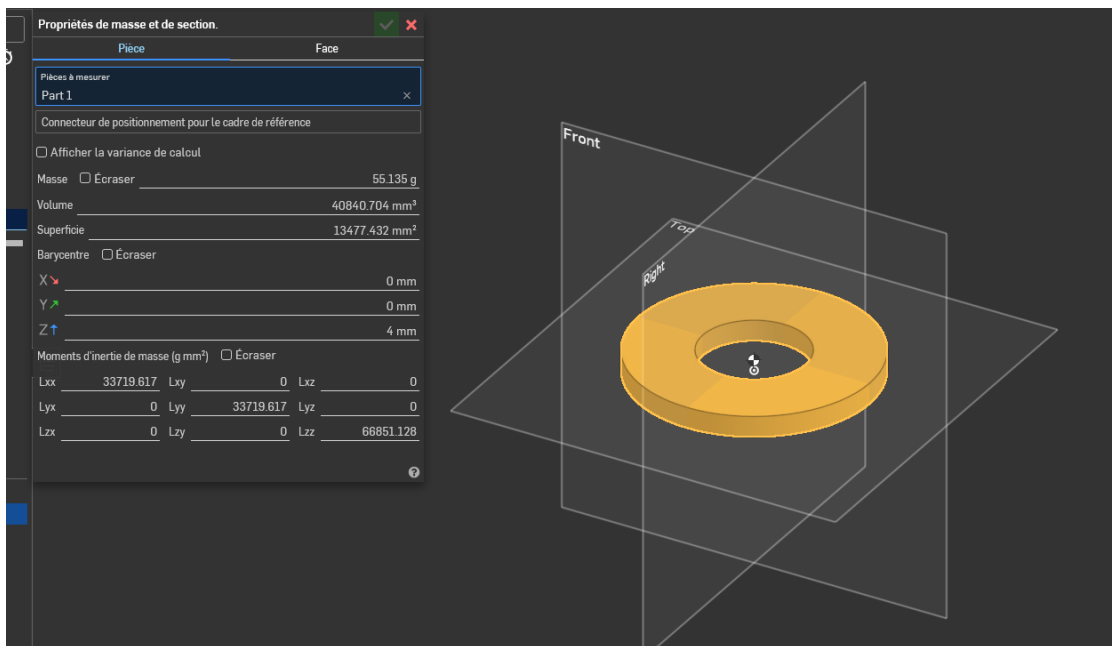 Propriétés de masse et de section.
Pièce Face
Pièces à mesurer
Part 1 ×
Connecteur de positionnement pour le cadre de référence
Afficher la variance de calcul
Masse Écraser 55.135 g
Volume 40840.704 mm³
Superficie 13477.432 mm²
Barycentre Écraser
X 0 mm
Y 0 mm
Z 4 mm
Moments d'inertie de masse (g mm²) Écraser
Lxx 33719.617 Lxy 0 Lxz 0
Lyx 0 Lyy 33719.617 Lyz 0
Lzx 0 Lzy 0 Lzz 66851.128
?
Front
Top
Right